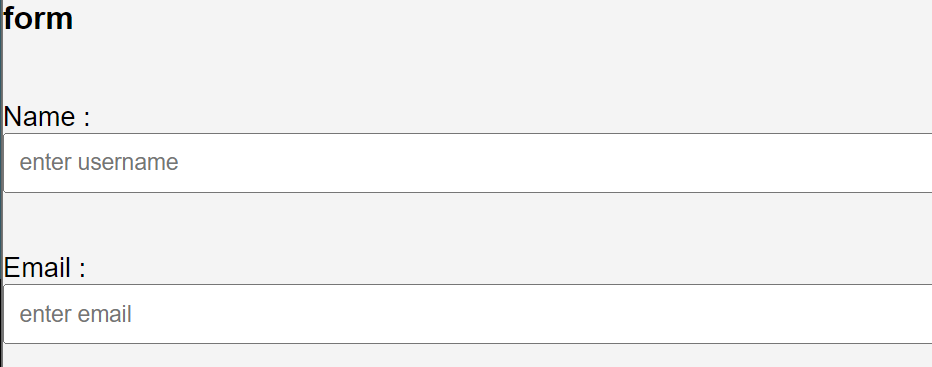 form
Name :
enter username
Email :
enter email